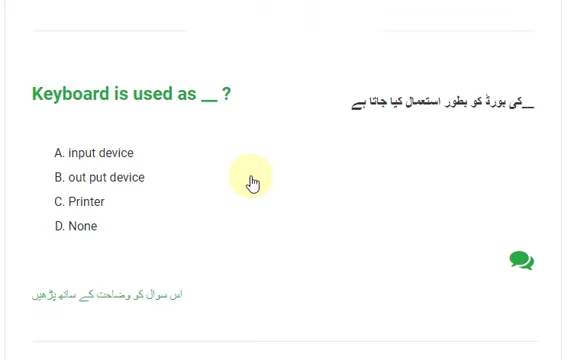 Keyboard is used as __ ?
__کی بورڈ کو بطور استعمال کیا جاتا ہے
A. input device
B. out put device
C. Printer
D. None
اس سوال کو وضاحت کے ساتھ پڑھیں